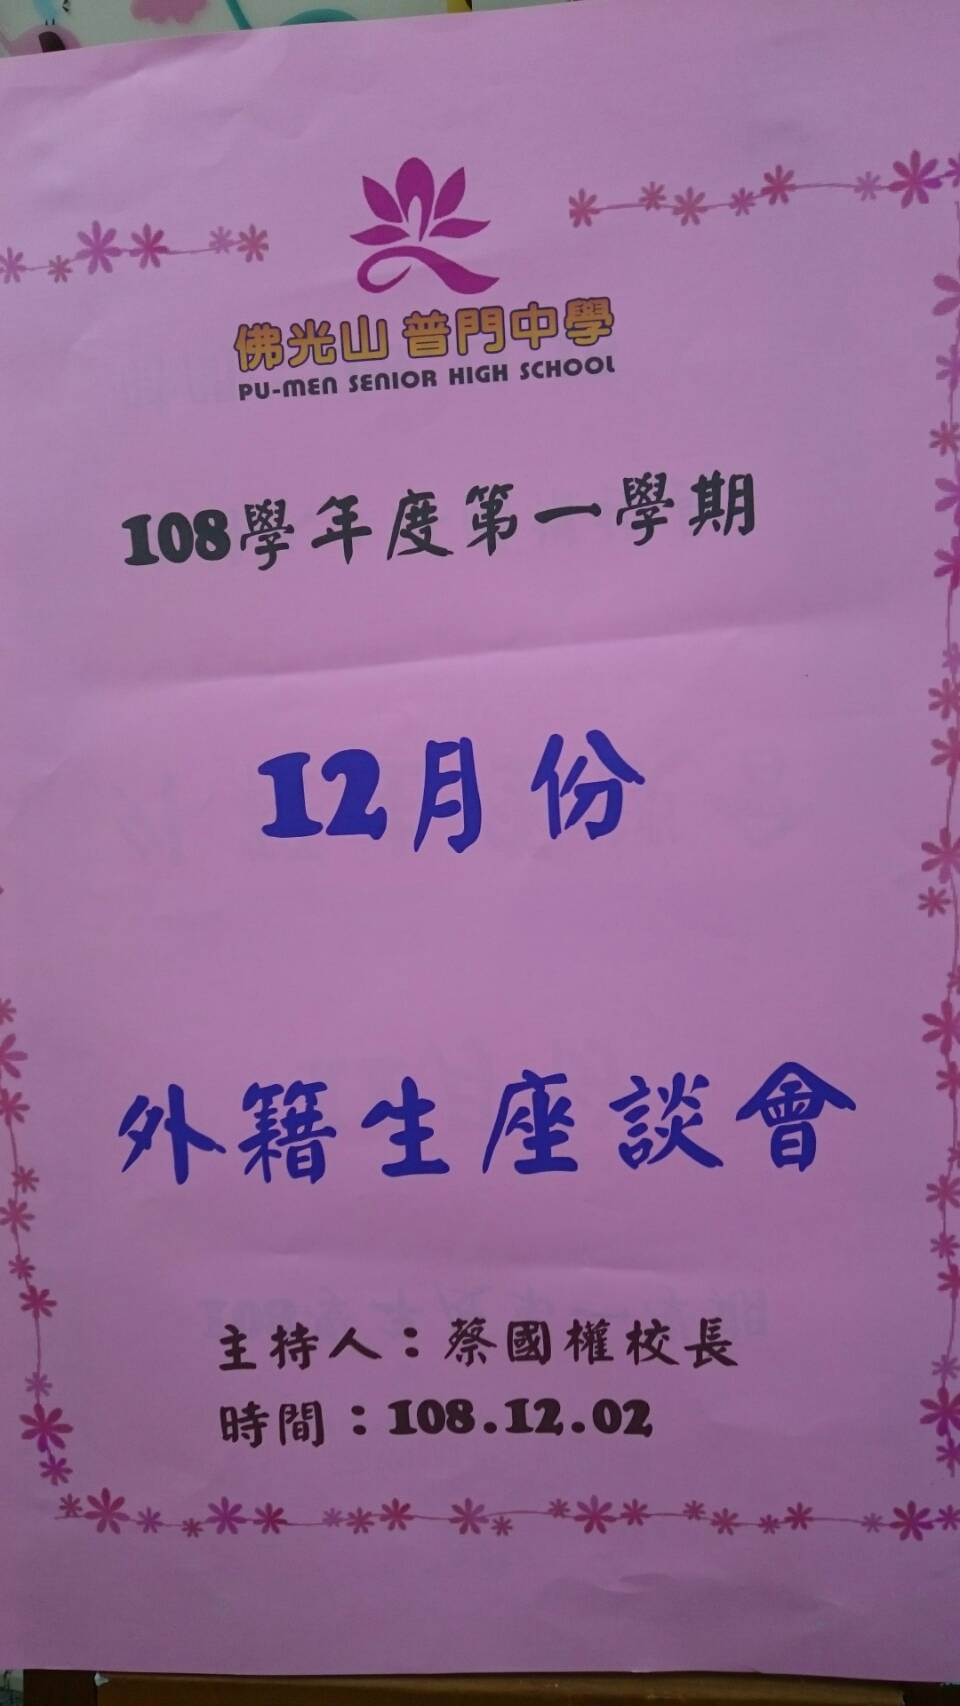 佛光山 普門中學
PU-MEN SENIOR HIGH SCHOOL
108學年度第一學期
12月份
外籍生座談會
主持人：蔡國權校長
時間：108.12.02